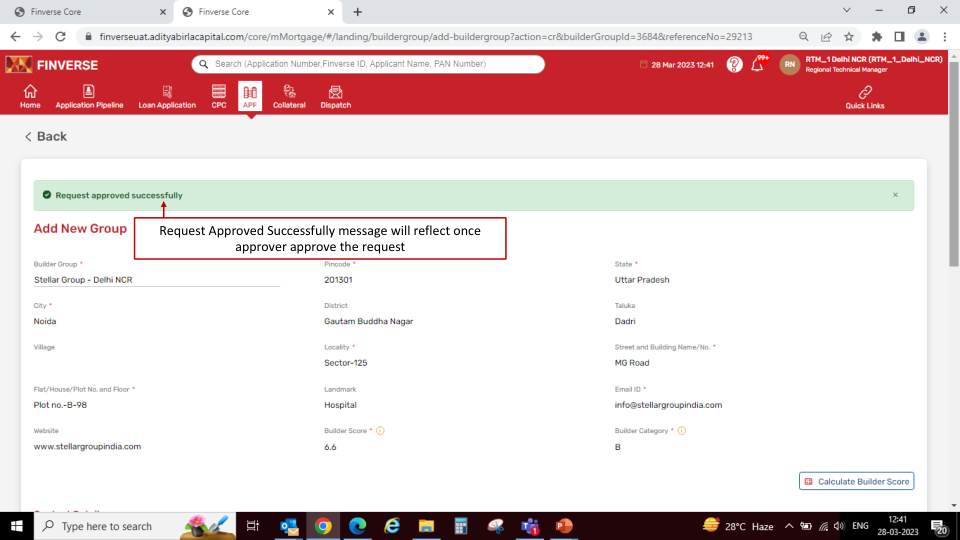 Finverse Core
Finverse Core
finverseuat.adityabirlacapital.com/core/mMortgage/#/landing/buildergroup/add-buildergroup?action=cr&builderGroupId=3684&referenceNo=29213
FINVERSE
Search (Application Number,Finverse ID, Applicant Name, PAN Number)
28 Mar 2023 12:41
99+
RN
RTM_1 Delhi NCR (RTM_1_Delhi_NCR)
Regional Technical Manager
Home
Application Pipeline
Loan Application
CPC
APF
Collateral
Dispatch
Quick Links
< Back
Request approved successfully
×
Add New Group
Request Approved Successfully message will reflect once
approver approve the request
Builder Group *
Pincode *
State *
Stellar Group - Delhi NCR
201301
Uttar Pradesh
City *
District
Taluka
Noida
Gautam Buddha Nagar
Dadri
Village
Locality *
Street and Building Name/No. *
Sector-125
MG Road
Flat/House/Plot No. and Floor *
Landmark
Email ID *
Plot no.-B-98
Hospital
info@stellargroupindia.com
Website
Builder Score *
Builder Category *
www.stellargroupindia.com
6.6
B
Calculate Builder Score
Type here to search
28°C Haze
ENG
12:41
28-03-2023
20